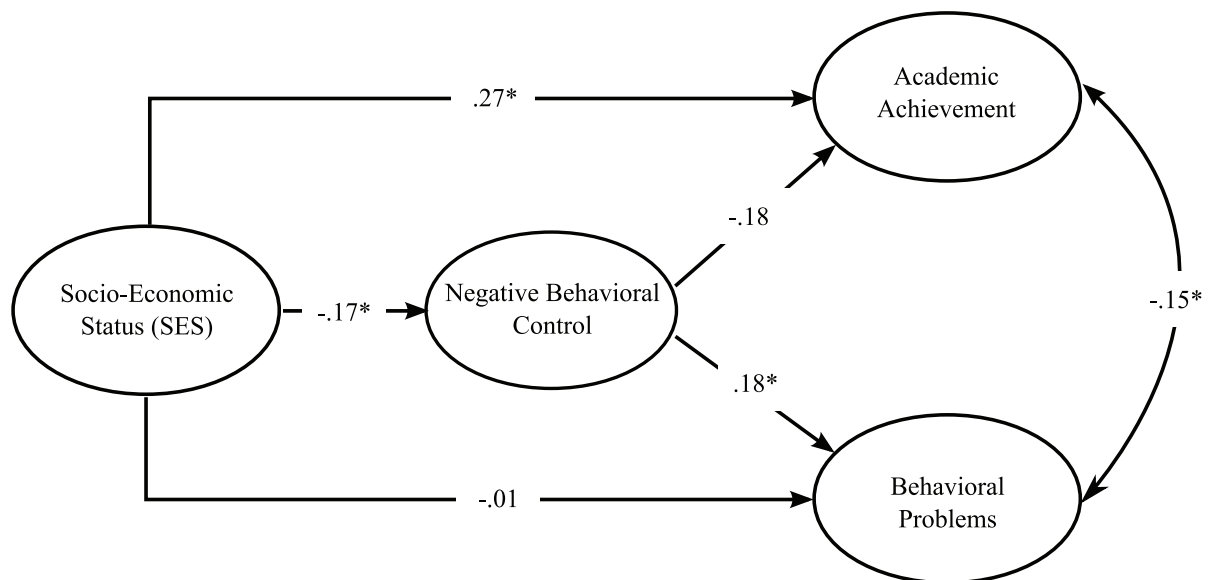 Academic
Achievement
.27*
-.18
Socio-Economic
Status (SES)
-.17*
Negative Behavioral
Control
-.15*
.18*
-.01
Behavioral
Problems